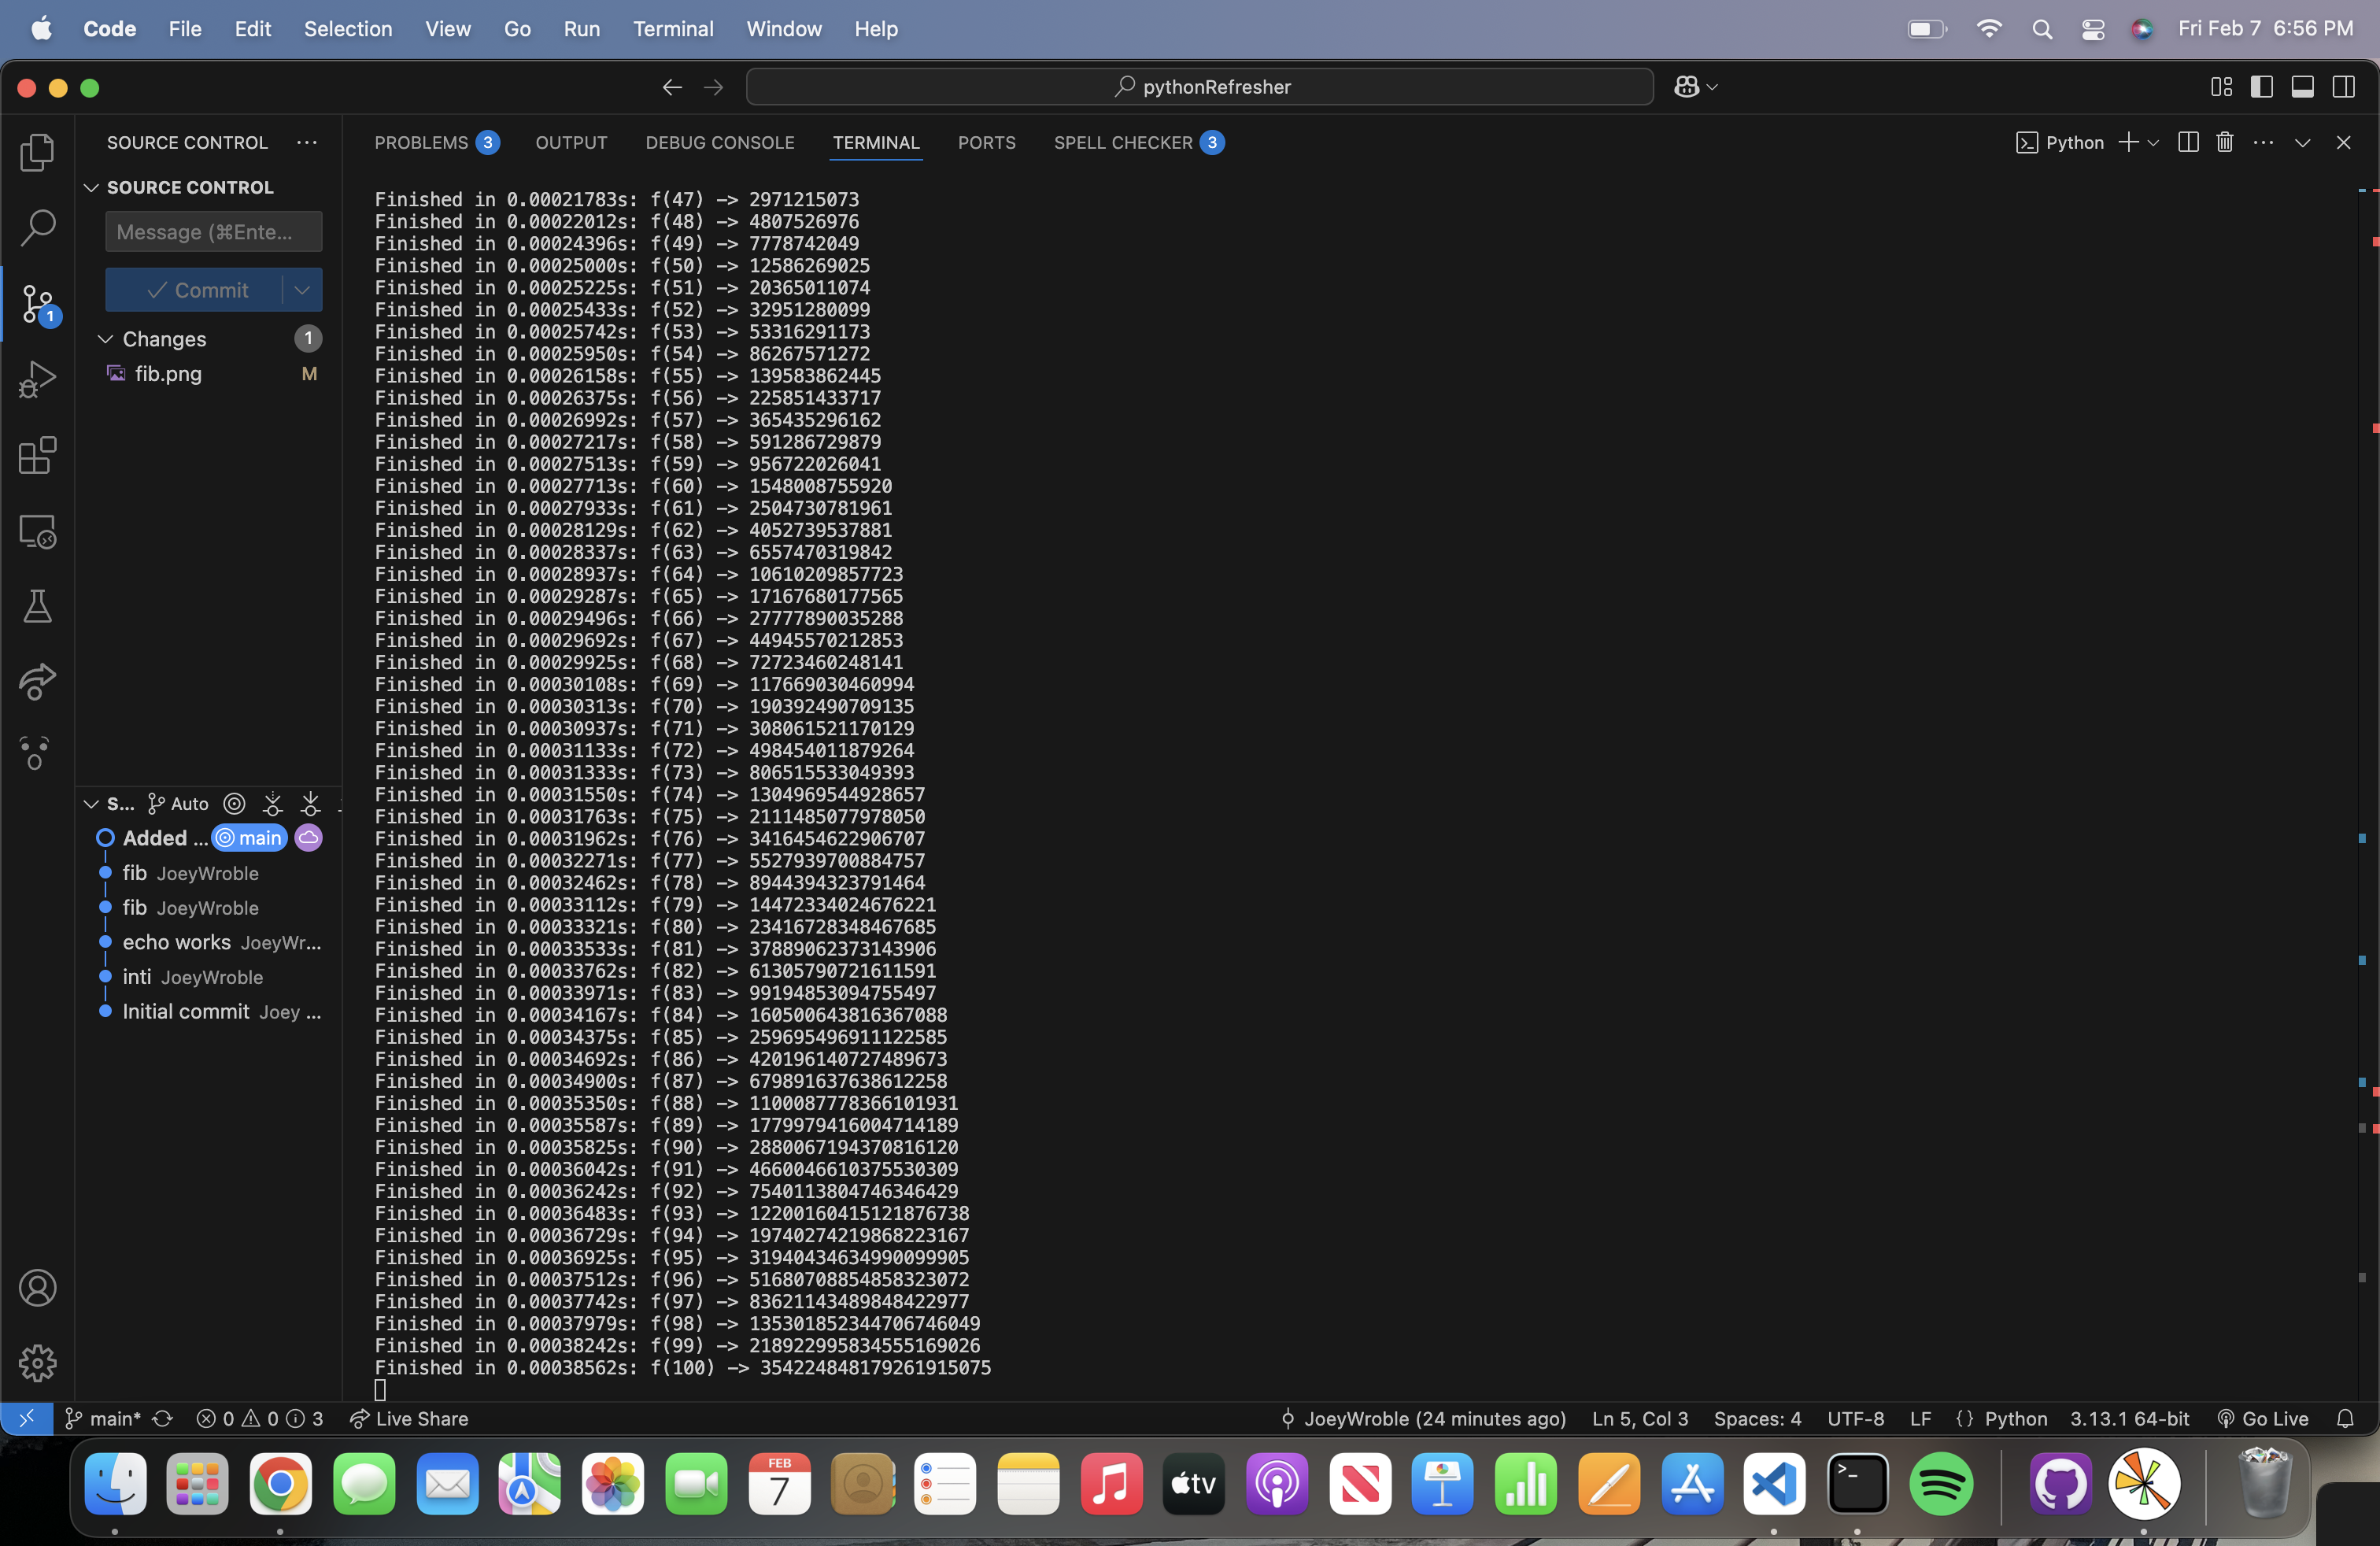 Code File Edit Selection View Go Run Terminal Window Help
Fri Feb 7 6:56 PM
pythonRefresher
SOURCE CONTROL
SOURCE CONTROL
Message (⌘Ente...
Commit
Changes 1
fib.png M
1
S... Auto
Added ... main
fib JoeyWroble
fib JoeyWroble
echo works JoeyWr...
inti JoeyWroble
Initial commit Joey ...
PROBLEMS 3 OUTPUT DEBUG CONSOLE TERMINAL PORTS SPELL CHECKER 3
Python
Finished in 0.00021783s: f(47) -> 2971215073
Finished in 0.00022012s: f(48) -> 4807526976
Finished in 0.00024396s: f(49) -> 7778742049
Finished in 0.00025000s: f(50) -> 12586269025
Finished in 0.00025225s: f(51) -> 20365011074
Finished in 0.00025433s: f(52) -> 32951280099
Finished in 0.00025742s: f(53) -> 53316291173
Finished in 0.00025950s: f(54) -> 86267571272
Finished in 0.00026158s: f(55) -> 139583862445
Finished in 0.00026375s: f(56) -> 225851433717
Finished in 0.00026992s: f(57) -> 365435296162
Finished in 0.00027217s: f(58) -> 591286729879
Finished in 0.00027513s: f(59) -> 956722026041
Finished in 0.00027713s: f(60) -> 1548008755920
Finished in 0.00027933s: f(61) -> 2504730781961
Finished in 0.00028129s: f(62) -> 4052739537881
Finished in 0.00028337s: f(63) -> 6557470319842
Finished in 0.00028937s: f(64) -> 10610209857723
Finished in 0.00029287s: f(65) -> 17167680177565
Finished in 0.00029496s: f(66) -> 27777890035288
Finished in 0.00029692s: f(67) -> 44945570212853
Finished in 0.00029925s: f(68) -> 72723460248141
Finished in 0.00030108s: f(69) -> 117669030460994
Finished in 0.00030313s: f(70) -> 190392490709135
Finished in 0.00030937s: f(71) -> 308061521170129
Finished in 0.00031133s: f(72) -> 498454011879264
Finished in 0.00031333s: f(73) -> 806515533049393
Finished in 0.00031550s: f(74) -> 1304969544928657
Finished in 0.00031763s: f(75) -> 2111485077978050
Finished in 0.00031962s: f(76) -> 3416454622906707
Finished in 0.00032271s: f(77) -> 5527939700884757
Finished in 0.00032462s: f(78) -> 8944394323791464
Finished in 0.00033112s: f(79) -> 14472334024676221
Finished in 0.00033321s: f(80) -> 23416728348467685
Finished in 0.00033533s: f(81) -> 37889062373143906
Finished in 0.00033762s: f(82) -> 61305790721611591
Finished in 0.00033971s: f(83) -> 99194853094755497
Finished in 0.00034167s: f(84) -> 160500643816367088
Finished in 0.00034375s: f(85) -> 259695496911122585
Finished in 0.00034692s: f(86) -> 420196140727489673
Finished in 0.00034900s: f(87) -> 679891637638612258
Finished in 0.00035350s: f(88) -> 1100087778366101931
Finished in 0.00035587s: f(89) -> 1779979416004714189
Finished in 0.00035825s: f(90) -> 2880067194370816120
Finished in 0.00036042s: f(91) -> 4660046610375530309
Finished in 0.00036242s: f(92) -> 7540113804746346429
Finished in 0.00036483s: f(93) -> 12200160415121876738
Finished in 0.00036729s: f(94) -> 19740274219868223167
Finished in 0.00036925s: f(95) -> 31940434634990099905
Finished in 0.00037512s: f(96) -> 51680708854858323072
Finished in 0.00037742s: f(97) -> 83621143489848422977
Finished in 0.00037979s: f(98) -> 135301852344706746049
Finished in 0.00038242s: f(99) -> 218922995834555169026
Finished in 0.00038562s: f(100) -> 354224848179261915075
main* 0 0 3 Live Share JoeyWroble (24 minutes ago) Ln 5, Col 3 Spaces: 4 UTF-8 LF {} Python 3.13.1 64-bit Go Live
FEB
7
tv
>_